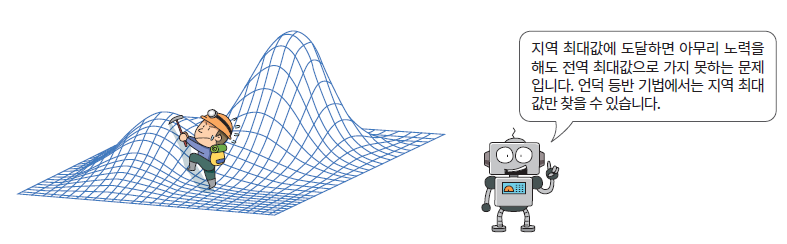 지역 최대값에 도달하면 아무리 노력을
해도 전역 최대값으로 가지 못하는 문제
입니다. 언덕 등반 기법에서는 지역 최대
값만 찾을 수 있습니다.